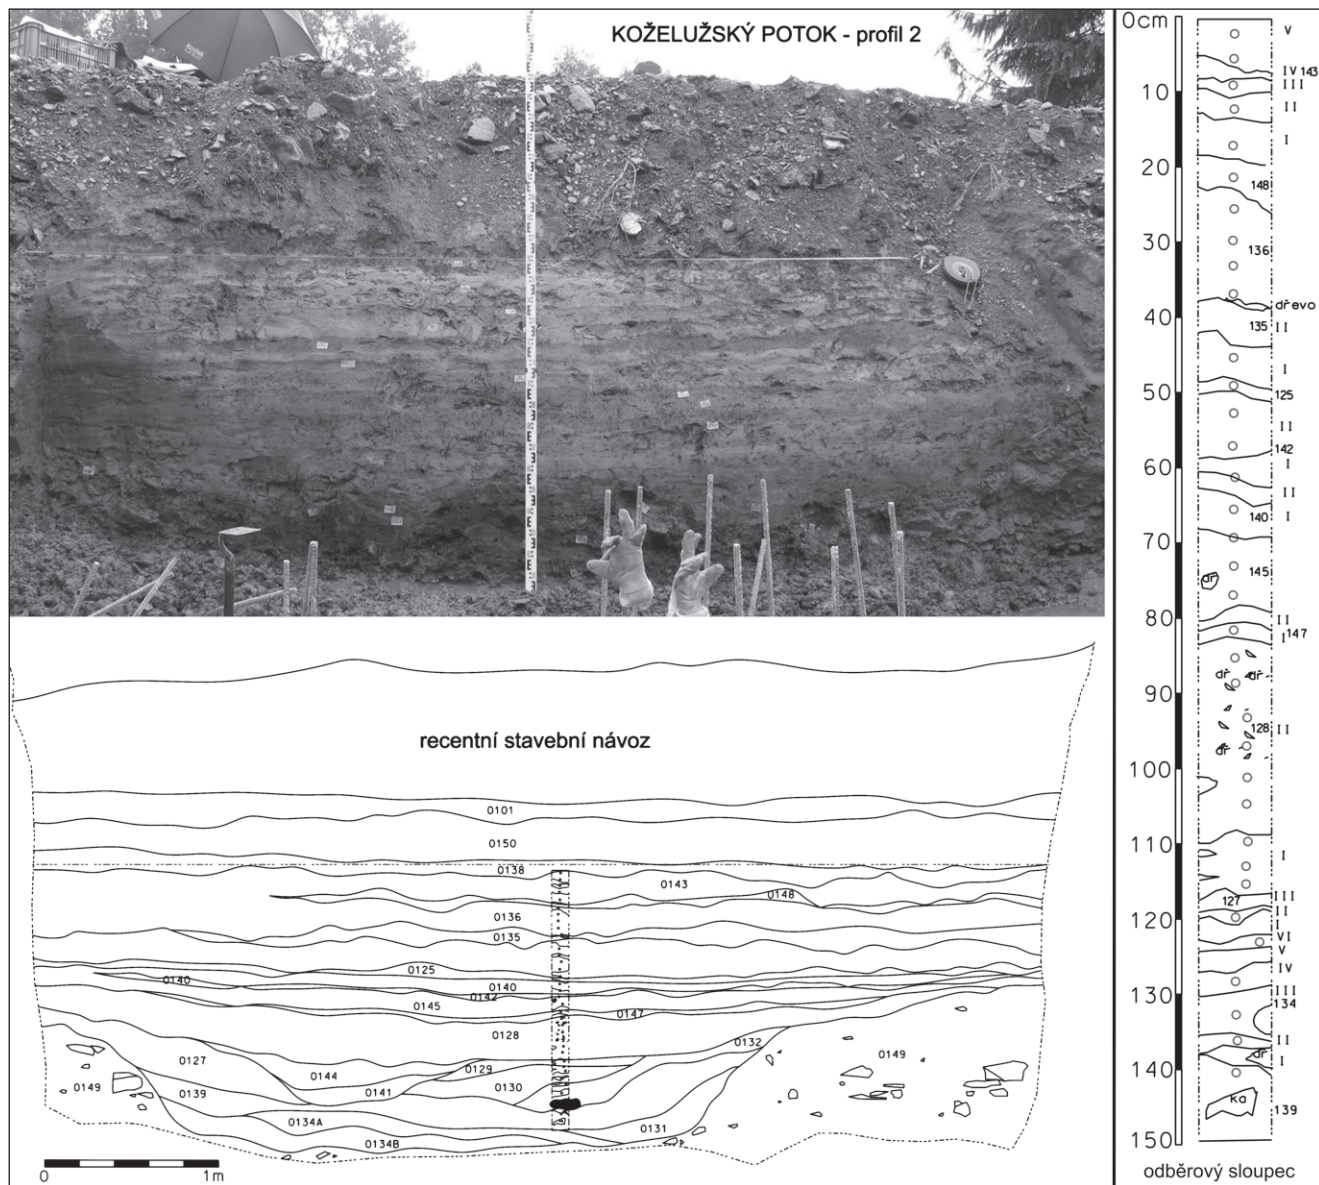 KOŽELUŽSKÝ POTOK - profil 2
recentní stavební návoz
0101
0150
0138
0143
0148
0136
0135
0125
0140
0140
0142
0145
0147
0128
0132
0127
0129
0149
0144
0130
0149
0139
0141
0134A
0131
0134B
0
1m
0cm
V
IV 143
III
10
II
I
20
148
30
136
dřevo
40
135 II
I
50
125
II
142
60
I
II
140 I
70
145
dř
80
II
I 147
dř dř
90
128 II
dř
100
110
I
III
127
II
120
I
VI
V
IV
130
III
134
II
dř
I
140
ka
139
150
odběrový sloupec